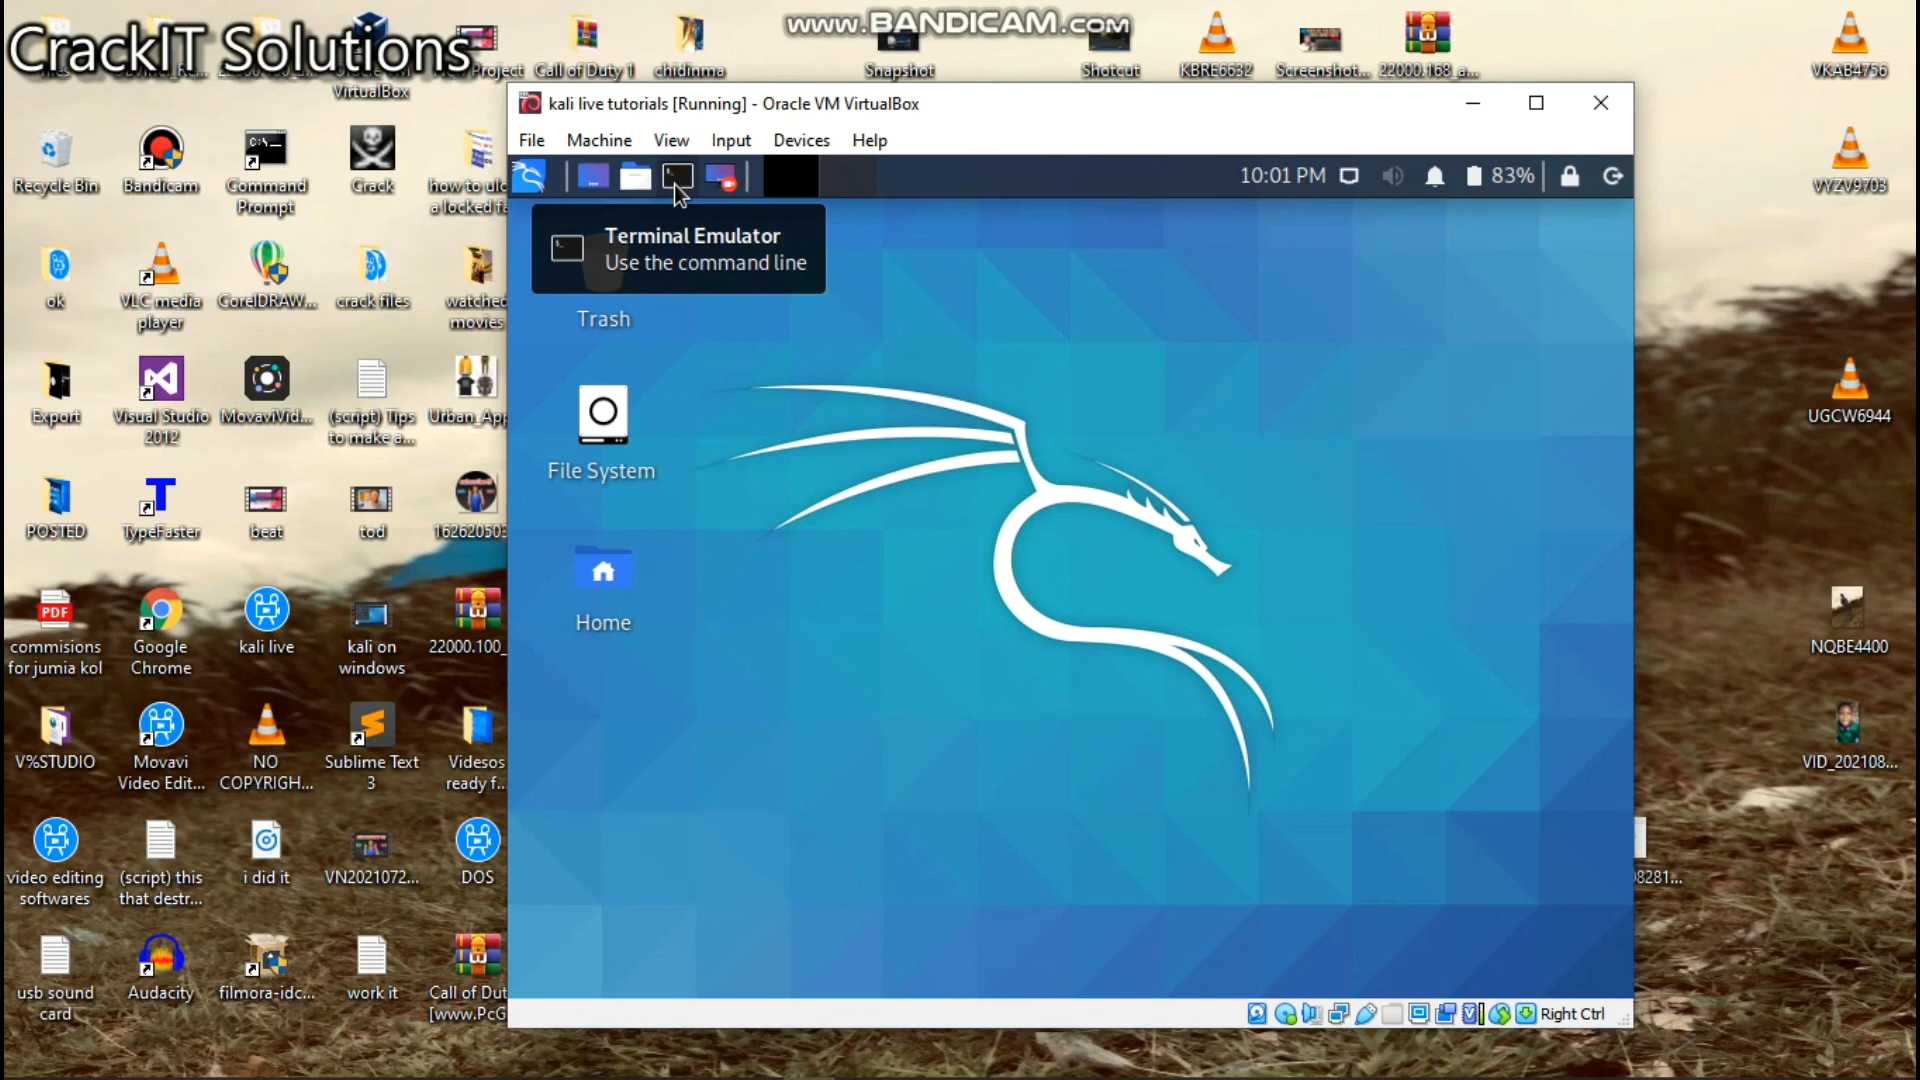 CrackIT Solutions
www.BANDICAM.com
VirtualBox
Project
Call of Duty 1
chidinma
Snapshot
Shotcut
KBRE6632
Screenshot...
22000.168_a...
VKAB4756
kali live tutorials [Running] - Oracle VM VirtualBox
File
Machine
View
Input
Devices
Help
10:01 PM
83%
Terminal Emulator
Use the command line
Trash
File System
Home
Right Ctrl
Recycle Bin
Bandicam
Command
Prompt
Crack
how to ulo
a locked fa
VYZV9703
ok
VLC media
player
CorelDRAW...
crack files
watched
movies
Export
Visual Studio
2012
MovaviVid...
(script) Tips
to make a...
Urban_App
UGCW6944
POSTED
TypeFaster
beat
tod
162620503
commisions
for jumia kol
Google
Chrome
kali live
kali on
windows
22000.100_
NQBE4400
V%STUDIO
Movavi
Video Edit...
NO
COPYRIGH...
Sublime Text
3
Videsos
ready f...
VID_202108...
video editing
softwares
(script) this
that destr...
i did it
VN2021072...
DOS
08281...
usb sound
card
Audacity
filmora-idc...
work it
Call of Dut
[www.PcG